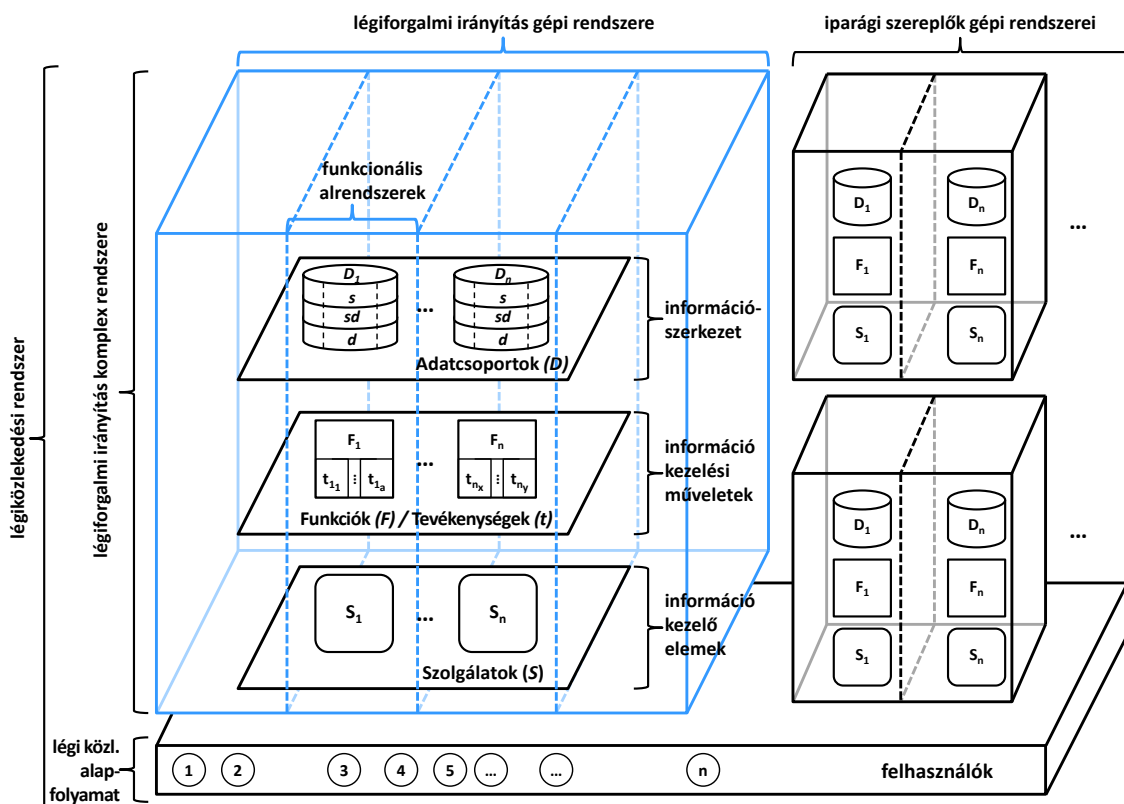 légiforgalmi irányítás gépi rendszere
iparági szereplők gépi rendszerei
légiközlekedési rendszer
légiforgalmi irányítás komplex rendszere
funkcionális
alrendszerek
D1
s
sd
d
...
Dn
s
sd
d
Adatcsoportok (D)
információ-
szerkezet
F1
t11
⋮
t1a
...
Fn
tnx
⋮
tny
Funkciók (F) / Tevékenységek (t)
információ
kezelési
műveletek
S1
...
Sn
Szolgálatok (S)
információ
kezelő
elemek
D1
Dn
F1
Fn
S1
Sn
...
D1
Dn
F1
Fn
S1
Sn
...
légi közl.
alap-
folyamat
1 2 3 4 5 ... ... n
felhasználók